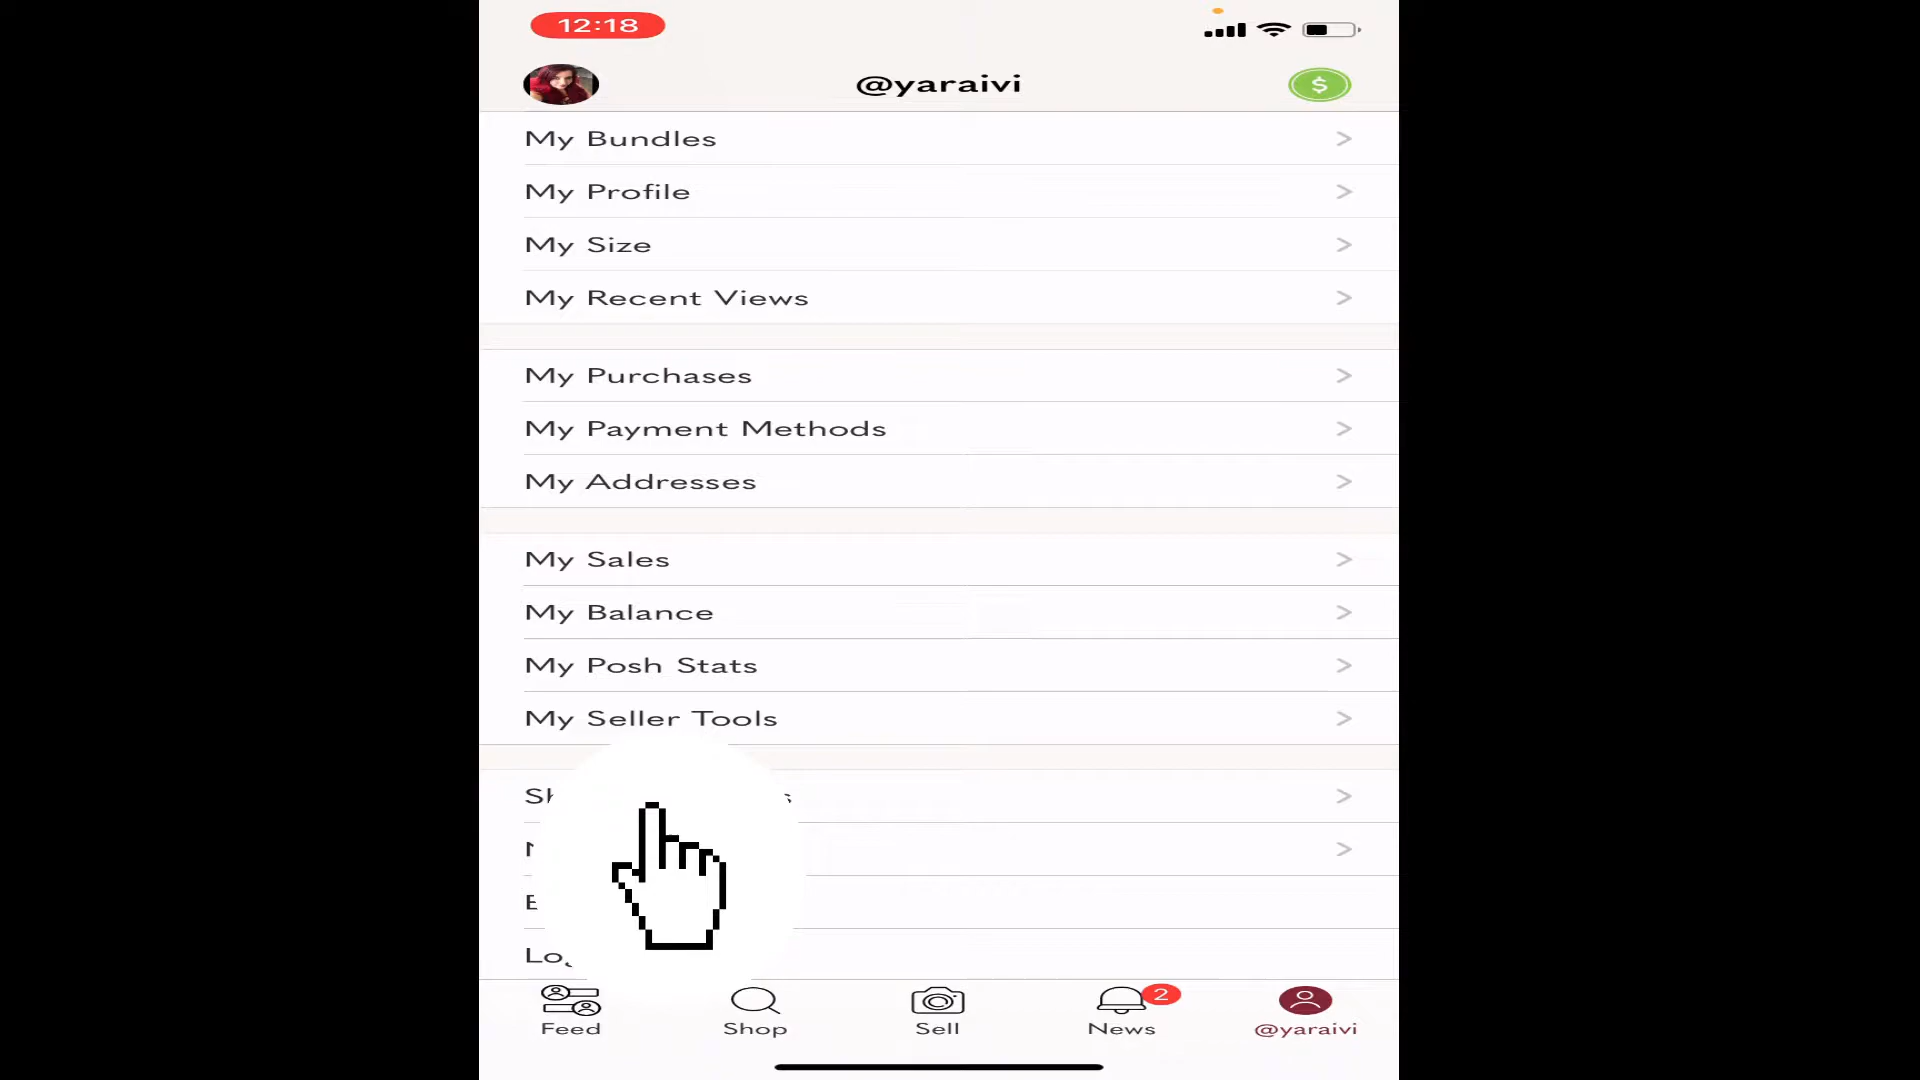 12:18
@yaraivi
$
My Bundles
My Profile
My Size
My Recent Views
My Purchases
My Payment Methods
My Addresses
My Sales
My Balance
My Posh Stats
My Seller Tools
Feed
Shop
Sell
News
2
@yaraivi